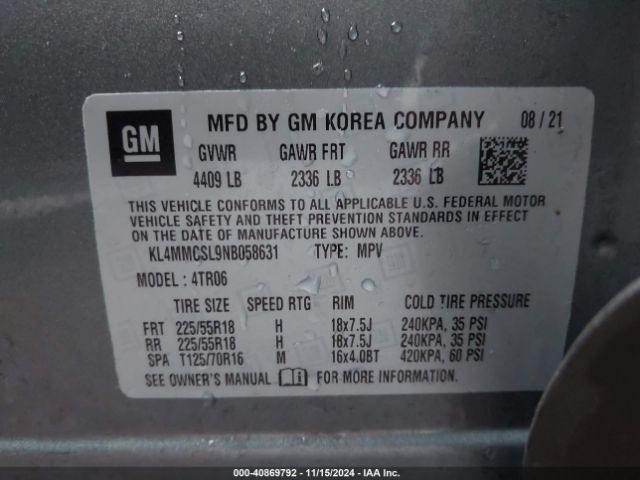 GM MFD BY GM KOREA COMPANY 08 / 21
GVWR GAWR FRT GAWR RR
4409 LB 2336 LB 2336 LB
THIS VEHICLE CONFORMS TO ALL APPLICABLE U.S. FEDERAL MOTOR
VEHICLE SAFETY AND THEFT PREVENTION STANDARDS IN EFFECT
ON THE DATE OF MANUFACTURE SHOWN ABOVE.
KL4MMCSL9NB058631 TYPE: MPV
MODEL : 4TR06
TIRE SIZE SPEED RTG RIM COLD TIRE PRESSURE
FRT 225/55R18 H 18x7.5J 240KPA, 35 PSI
RR 225/55R18 H 18x7.5J 240KPA, 35 PSI
SPA T125/70R16 M 16x4.0BT 420KPA, 60 PSI
SEE OWNER'S MANUAL FOR MORE INFORMATION.
000-40869792 - 11/15/2024 - IAA Inc.